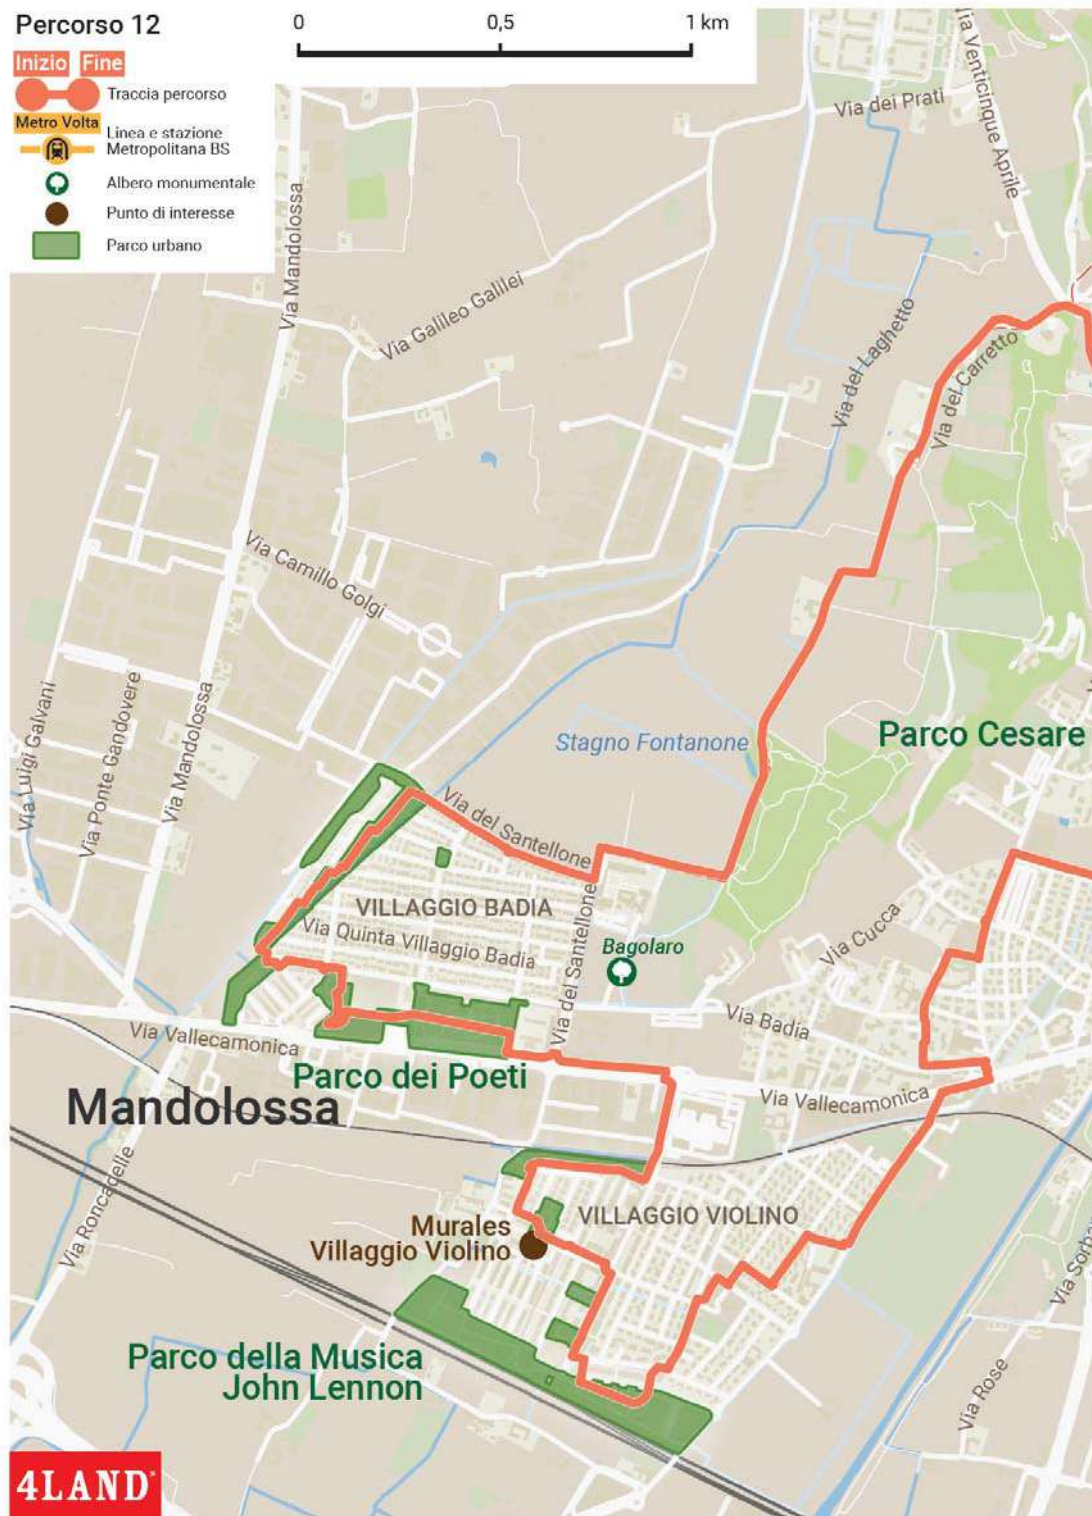 Percorso 12
0 0,5 1 km
Inizio Fine
Traccia percorso
Metro Volta
Linea e stazione
Metropolitana BS
Albero monumentale
Punto di interesse
Parco urbano
Via Venticinque Aprile
Via dei Prati
Via Mandolossa
Via Galileo Galilei
Via del Laghetto
Via del Carretto
Via Camillo Golgi
Via Luigi Galvani
Via Ponte Gandovere
Via Mandolossa
Stagno Fontanone
Parco Cesare
Via del Santellone
VILLAGGIO BADIA
Via Quinta Villaggio Badia
Via del Santellone
Bagolaro
Via Cucca
Via Badia
Via Vallecamonica
Parco dei Poeti
Via Vallecamonica
Mandolossa
Via Roncadelle
VILLAGGIO VIOLINO
Murales
Villaggio Violino
Parco della Musica
John Lennon
Via Rose
4LAND